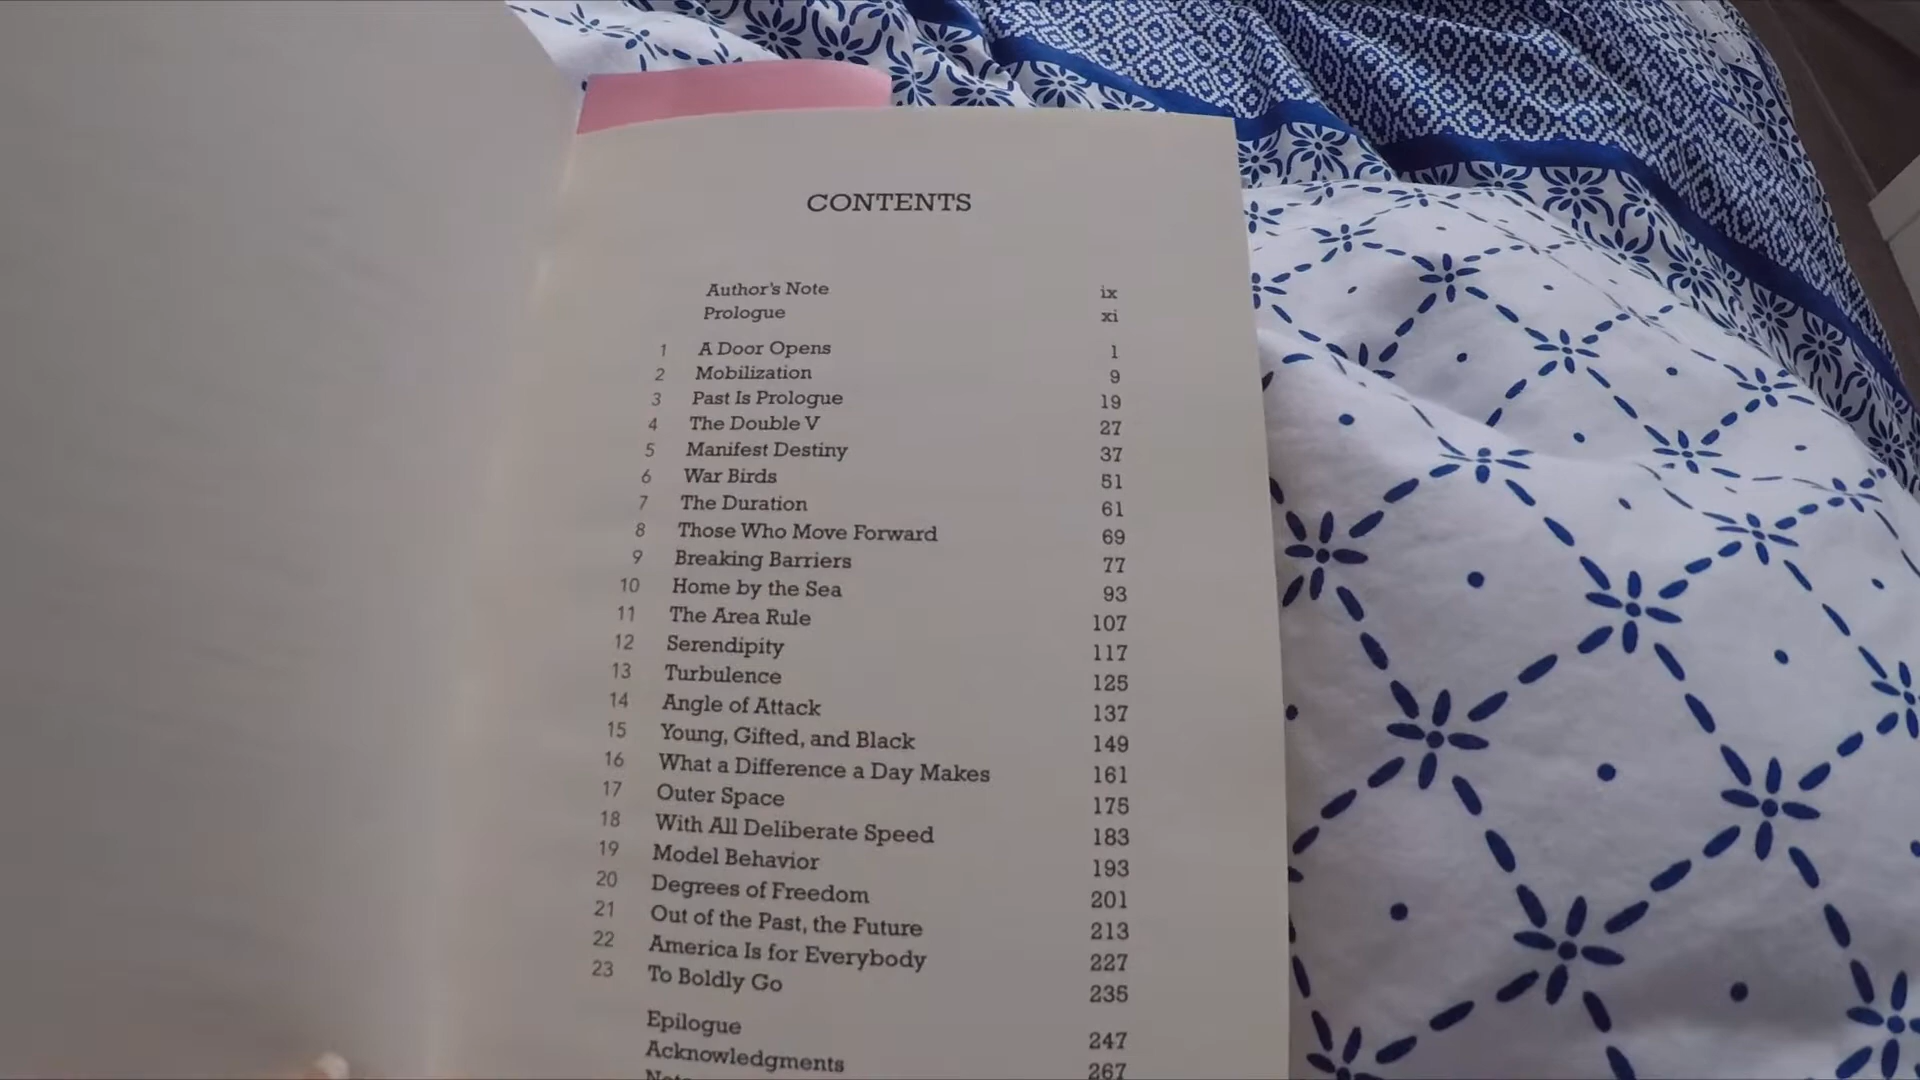 CONTENTS
Author's Note ix
Prologue xi
1 A Door Opens 1
2 Mobilization 9
3 Past Is Prologue 19
4 The Double V 27
5 Manifest Destiny 37
6 War Birds 51
7 The Duration 61
8 Those Who Move Forward 69
9 Breaking Barriers 77
10 Home by the Sea 93
11 The Area Rule 107
12 Serendipity 117
13 Turbulence 125
14 Angle of Attack 137
15 Young, Gifted, and Black 149
16 What a Difference a Day Makes 161
17 Outer Space 175
18 With All Deliberate Speed 183
19 Model Behavior 193
20 Degrees of Freedom 201
21 Out of the Past, the Future 213
22 America Is for Everybody 227
23 To Boldly Go 235
Epilogue 247
Acknowledgments 267